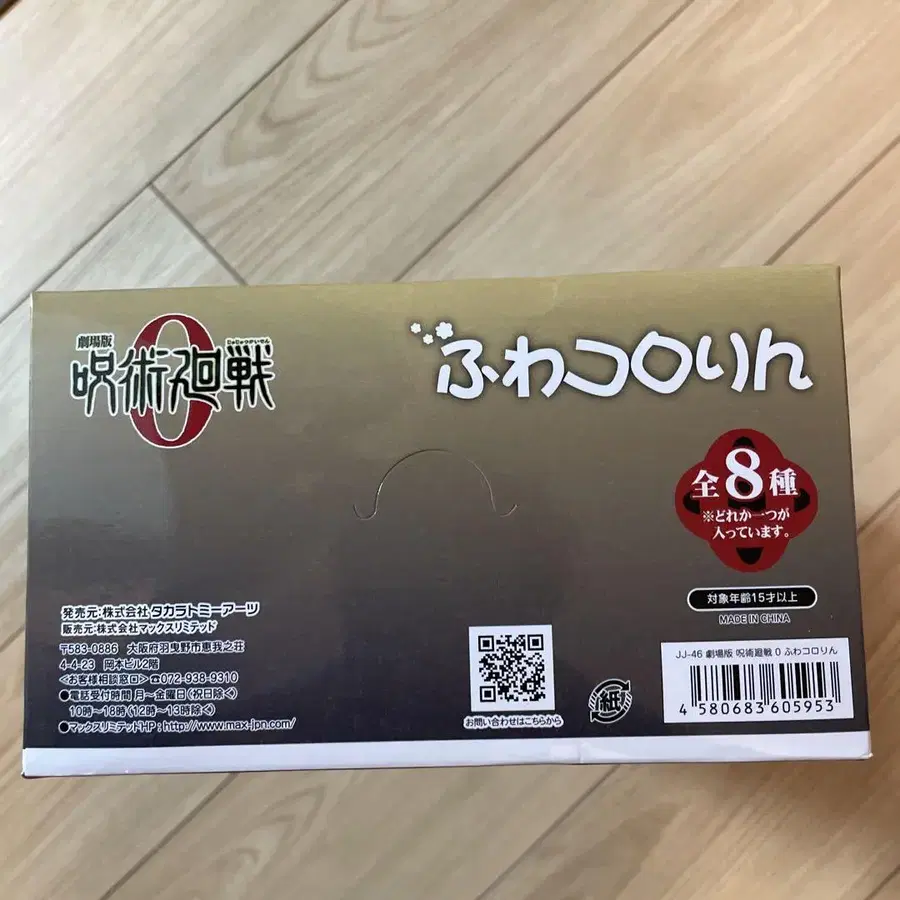 劇場版
じゅじゅつかいせん
呪術廻戦
0
ふわコロりん
全8種
※どれか一つが
入っています。
対象年齢15才以上
MADE IN CHINA
発売元:株式会社 タカラトミーアーツ
販売元:株式会社マックスリミテッド
〒583-0886 大阪府羽曳野市恵我之荘
4-4-23 岡本ビル2階
<お客様相談窓口>☎072-938-9310
●電話受付時間 月〜金曜日(祝日除く)
10時〜18時(12時〜13時除く)
●マックスリミテッドHP:http://www.max-jpn.com/
お問い合わせはこちらから
紙
JJ-46 劇場版 呪術廻戦 0 ふわコロりん
4 580683 605953